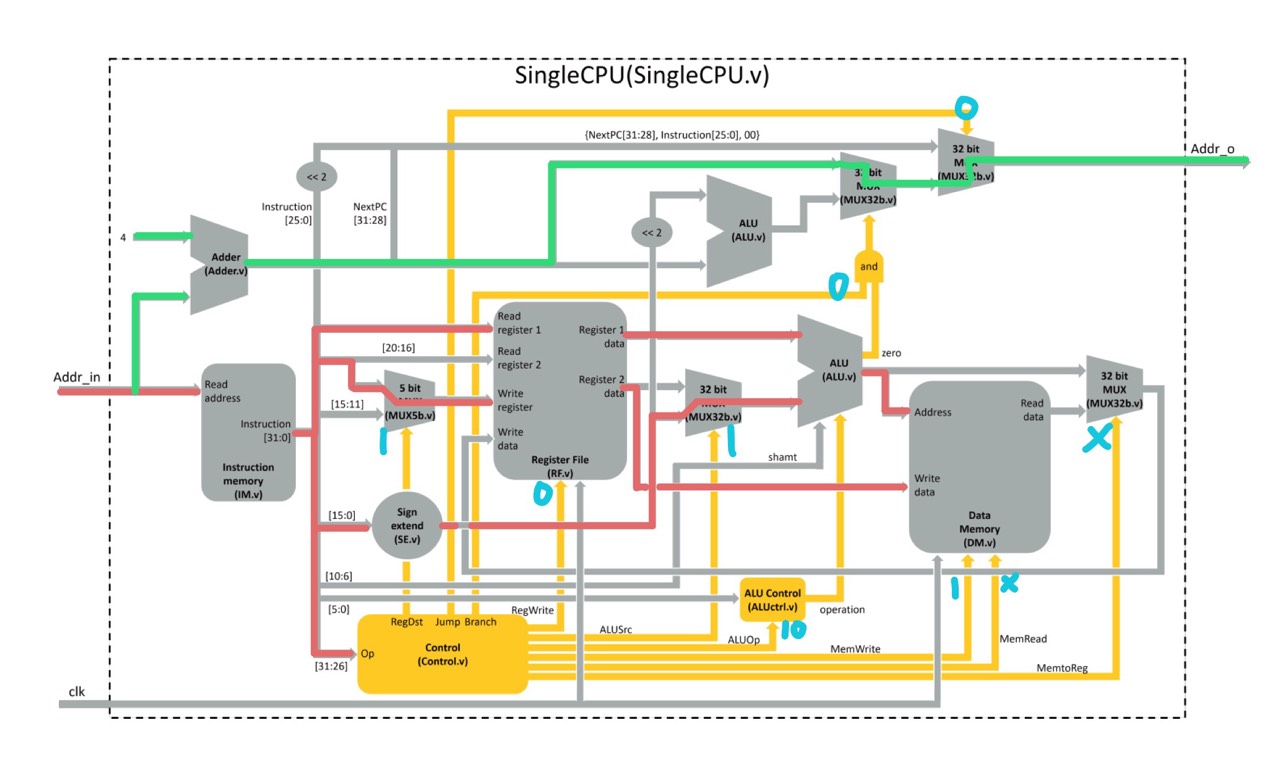 SingleCPU(SingleCPU.v)
0
{NextPC[31:28], Instruction[25:0], 00}
32 bit
(MUX32b.v)
Addr_o
<< 2
32 bit
MUX
(MUX32b.v)
Instruction
[25:0]
NextPC
[31:28]
<< 2
ALU
(ALU.v)
4
Adder
(Adder.v)
and
0
Read
register 1
Register 1
data
[20:16]
Read
register 2
zero
ALU
(ALU.v)
Addr_in
Read
address
5 bit
(MUX5b.v)
Write
register
Register 2
data
32 bit
(MUX32b.v)
32 bit
MUX
(MUX32b.v)
[15:11]
Address
Read
data
Instruction
[31:0]
1
Write
data
1
X
Instruction
memory
(IM.v)
Register File
(RF.v)
shamt
0
Write
data
[15:0]
Sign
extend
(SE.v)
Data
Memory
(DM.v)
[10:6]
1
x
[5:0]
ALU Control
(ALUctrl.v)
operation
RegDst
Jump
Branch
RegWrite
10
ALUSrc
ALUOp
MemWrite
MemRead
MemtoReg
Op
Control
(Control.v)
[31:26]
clk